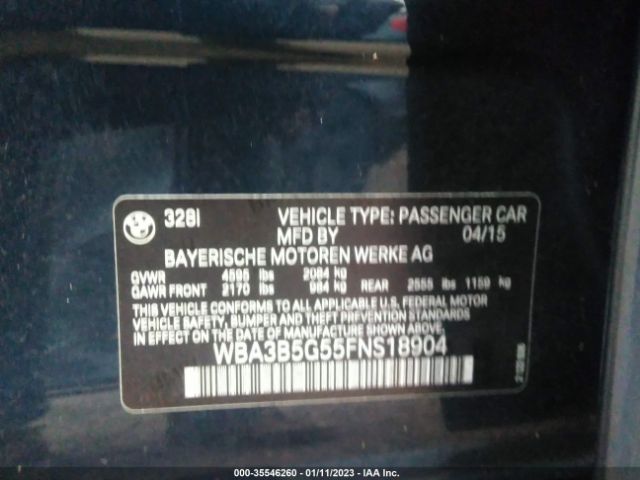 328I VEHICLE TYPE: PASSENGER CAR
MFD BY 04/15
BAYERISCHE MOTOREN WERKE AG
GVWR 4595 lbs 2084 kg
GAWR FRONT 2170 lbs 984 kg REAR 2555 lbs 1159 kg
THIS VEHICLE CONFORMS TO ALL APPLICABLE U.S. FEDERAL MOTOR
VEHICLE SAFETY, BUMPER, AND THEFT PREVENTION STANDARDS
IN EFFECT ON THE DATE OF MANUFACTURE SHOWN ABOVE.
WBA3B5G55FNS18904
000-35546260 - 01/11/2023 - IAA Inc.